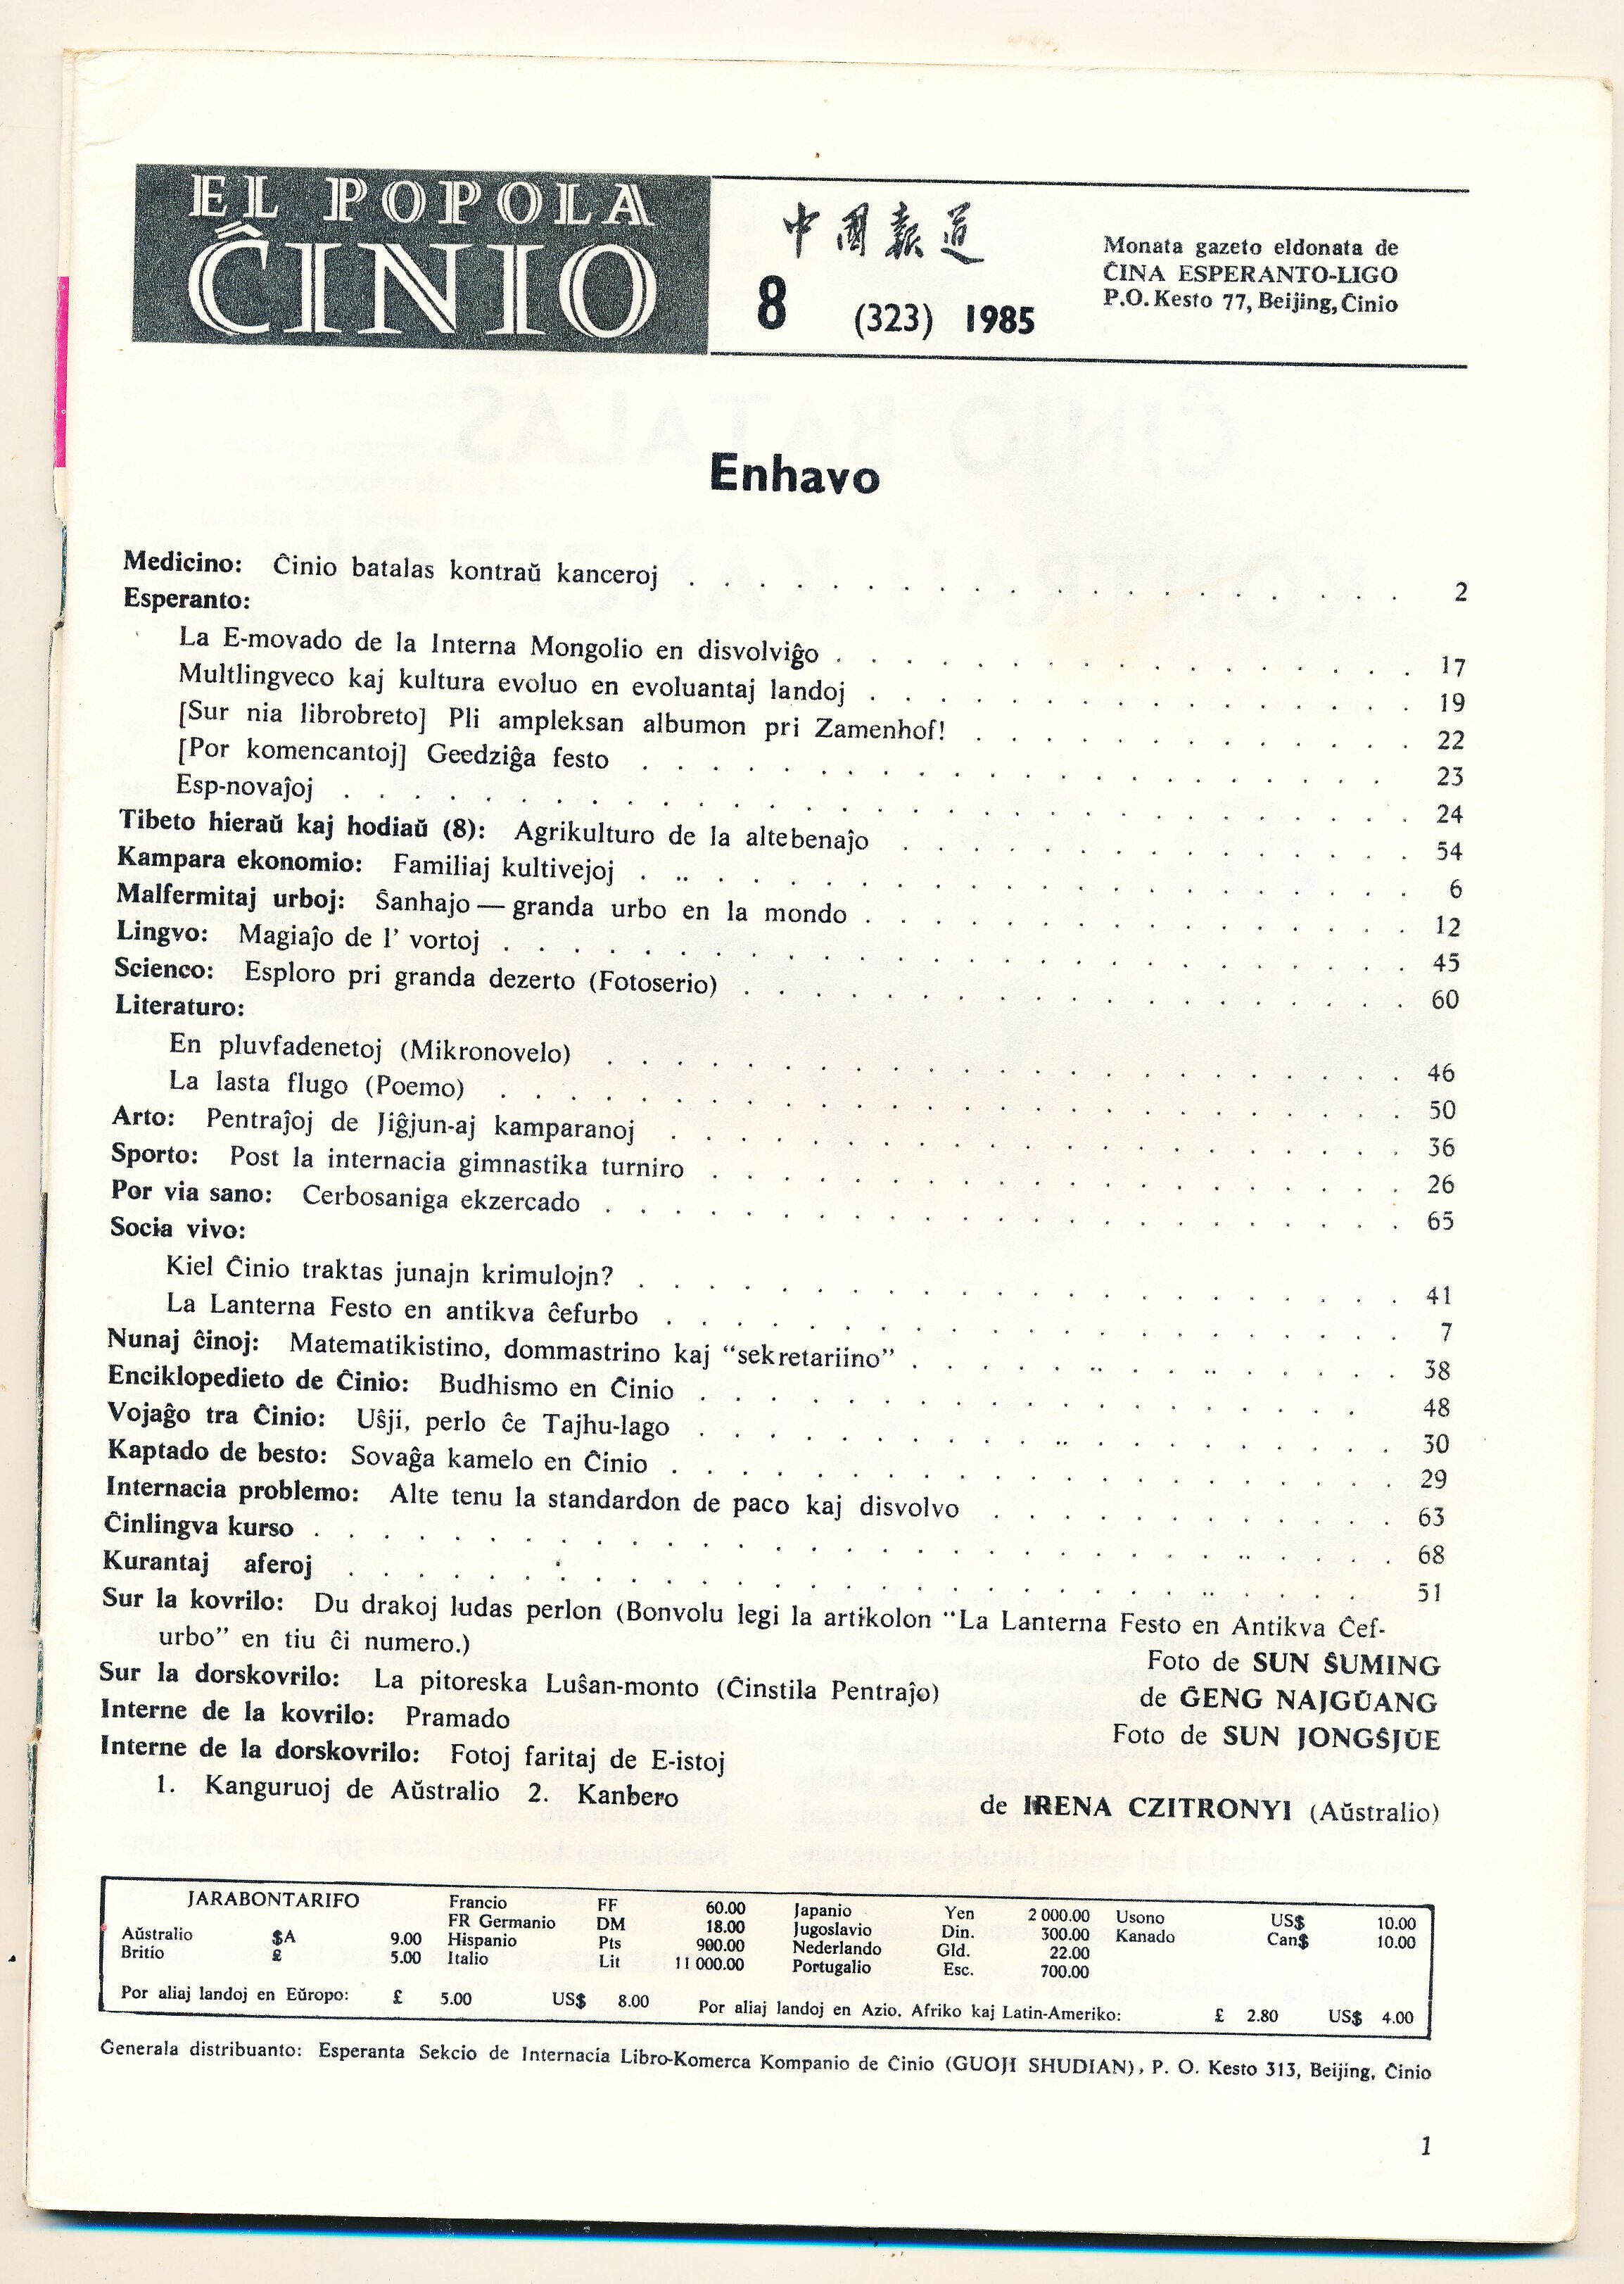 EL POPOLA
ĈINIO
中國報道
8 (323) 1985
Monata gazeto eldonata de
ĈINA ESPERANTO-LIGO
P.O. Kesto 77, Beijing, Ĉinio
Enhavo
Medicino: Ĉinio batalas kontraŭ kanceroj . . . . . . . . . . . . . . . . 2
Esperanto:
La E-movado de la Interna Mongolio en disvolviĝo . . . . . . . . . . . . . 17
Multlingveco kaj kultura evoluo en evoluantaj landoj . . . . . . . . . . . . 19
[Sur nia librobreto] Pli ampleksan albumon pri Zamenhof! . . . . . . . . . . 22
[Por komencantoj] Geedziĝa festo . . . . . . . . . . . . . . . . 23
Esp-novaĵoj . . . . . . . . . . . . . . . . . . . . . . . 24
Tibeto hieraŭ kaj hodiaŭ (8): Agrikulturo de la altebenaĵo . . . . . . . . . . . 54
Kampara ekonomio: Familiaj kultivejoj . . . . . . . . . . . . . . . . . 6
Malfermitaj urboj: Ŝanhajo — granda urbo en la mondo . . . . . . . . . . . . 12
Lingvo: Magiaĵo de l’ vortoj . . . . . . . . . . . . . . . . . . . . 45
Scienco: Esploro pri granda dezerto (Fotoserio) . . . . . . . . . . . . . . . 60
Literaturo:
En pluvfadenetoj (Mikronovelo) . . . . . . . . . . . . . . . . . . 46
La lasta flugo (Poemo) . . . . . . . . . . . . . . . . . . . . 50
Arto: Pentraĵoj de Jiĝjun-aj kamparanoj . . . . . . . . . . . . . . . . 36
Sporto: Post la internacia gimnastika turniro . . . . . . . . . . . . . . . 26
Por via sano: Cerbosaniga ekzercado . . . . . . . . . . . . . . . . . 65
Socia vivo:
Kiel Ĉinio traktas junajn krimulojn? . . . . . . . . . . . . . . . . 41
La Lanterna Festo en antikva ĉefurbo . . . . . . . . . . . . . . . . 7
Nunaj ĉinoj: Matematikistino, dommastrino kaj “sekretariino” . . . . . . . . . . 38
Enciklopedieto de Ĉinio: Budhismo en Ĉinio . . . . . . . . . . . . . . . 48
Vojaĝo tra Ĉinio: Uŝji, perlo ĉe Tajhu-lago . . . . . . . . . . . . . . . 30
Kaptado de besto: Sovaĝa kamelo en Ĉinio . . . . . . . . . . . . . . . . 29
Internacia problemo: Alte tenu la standardon de paco kaj disvolvo . . . . . . . . . 63
Ĉinlingva kurso . . . . . . . . . . . . . . . . . . . . . . . . 68
Kurantaj aferoj . . . . . . . . . . . . . . . . . . . . . . . . 51
Sur la kovrilo: Du drakoj ludas perlon (Bonvolu legi la artikolon “La Lanterna Festo en Antikva Ĉef-
urbo” en tiu ĉi numero.)
Foto de SUN ŜUMING
Sur la dorskovrilo: La pitoreska Luŝan-monto (Ĉinstila Pentraĵo) de ĜENG NAJGŬANG
Interne de la kovrilo: Pramado Foto de SUN JONGŜJŬE
Interne de la dorskovrilo: Fotoj faritaj de E-istoj
1. Kanguruoj de Aŭstralio 2. Kanbero de IRENA CZITRONYI (Aŭstralio)
JARABONTARIFO
Aŭstralio $A 9.00
Britio £ 5.00
Francio FF 60.00
FR Germanio DM 18.00
Hispanio Pts 900.00
Italio Lit 11 000.00
Japanio Yen 2 000.00
Jugoslavio Din. 300.00
Nederlando Gld. 22.00
Portugalio Esc. 700.00
Usono US$ 10.00
Kanado Can$ 10.00
Por aliaj landoj en Eŭropo: £ 5.00 US$ 8.00 Por aliaj landoj en Azio, Afriko kaj Latin-Ameriko: £ 2.80 US$ 4.00
Ĝenerala distribuanto: Esperanta Sekcio de Internacia Libro-Komerca Kompanio de Ĉinio (GUOJI SHUDIAN), P. O. Kesto 313, Beijing, Ĉinio
1